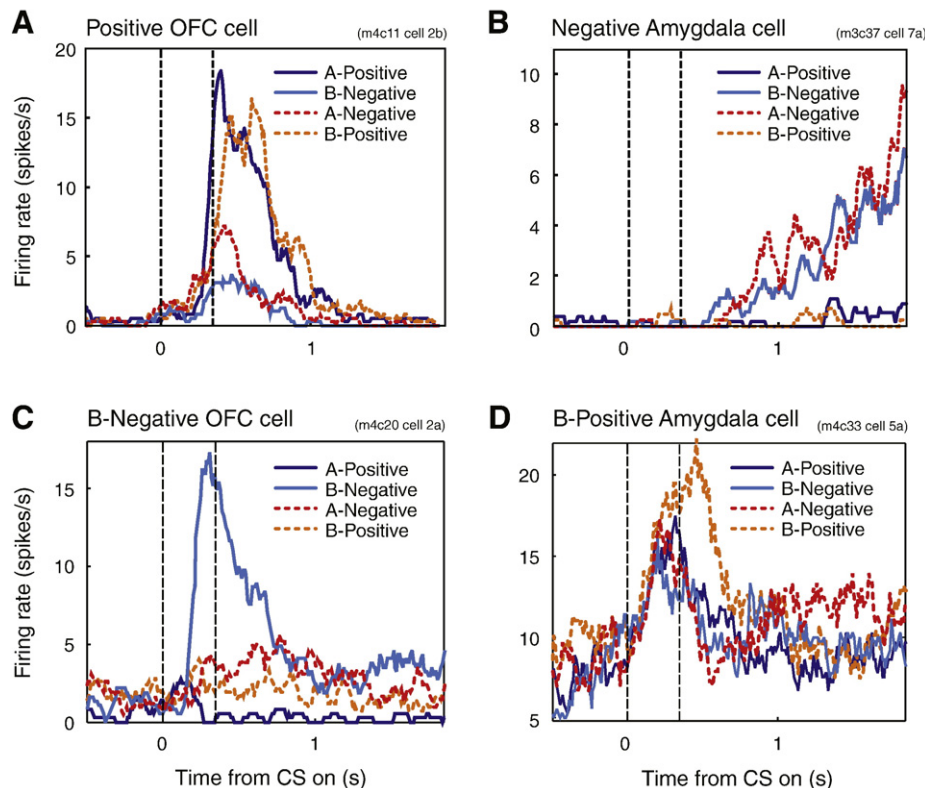 A
Positive OFC cell
(m4c11 cell 2b)
20
15
10
5
0
Firing rate (spikes/s)
A-Positive
B-Negative
A-Negative
B-Positive
0
1
B
Negative Amygdala cell
(m3c37 cell 7a)
10
8
6
4
2
0
A-Positive
B-Negative
A-Negative
B-Positive
0
1
C
B-Negative OFC cell
(m4c20 cell 2a)
15
10
5
0
Firing rate (spikes/s)
A-Positive
B-Negative
A-Negative
B-Positive
0
1
Time from CS on (s)
D
B-Positive Amygdala cell
(m4c33 cell 5a)
20
15
10
5
A-Positive
B-Negative
A-Negative
B-Positive
0
1
Time from CS on (s)